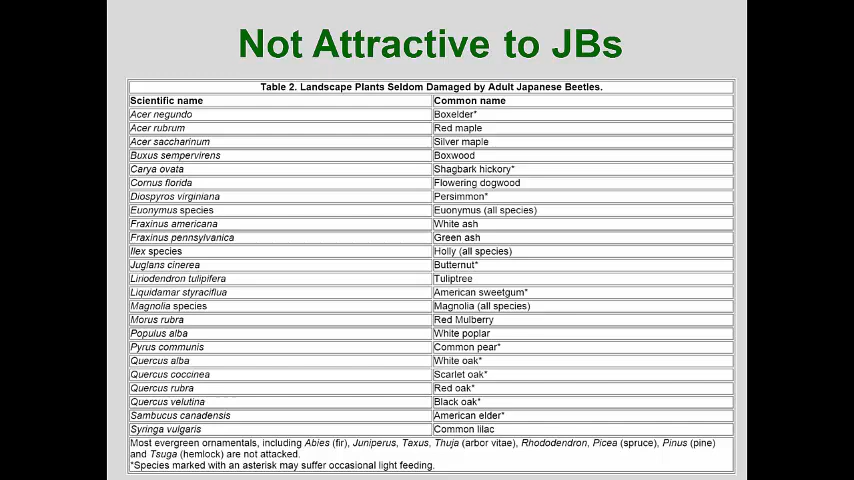 Not Attractive to JBs
Table 2. Landscape Plants Seldom Damaged by Adult Japanese Beetles.
Scientific name Common name
Acer negundo Boxelder*
Acer rubrum Red maple
Acer saccharinum Silver maple
Buxus sempervirens Boxwood
Carya ovata Shagbark hickory*
Cornus florida Flowering dogwood
Diospyros virginiana Persimmon*
Euonymus species Euonymus (all species)
Fraxinus americana White ash
Fraxinus pennsylvanica Green ash
Ilex species Holly (all species)
Juglans cinerea Butternut*
Liriodendron tulipifera Tuliptree
Liquidamar styraciflua American sweetgum*
Magnolia species Magnolia (all species)
Morus rubra Red Mulberry
Populus alba White poplar
Pyrus communis Common pear*
Quercus alba White oak*
Quercus coccinea Scarlet oak*
Quercus rubra Red oak*
Quercus velutina Black oak*
Sambucus canadensis American elder*
Syringa vulgaris Common lilac
Most evergreen ornamentals, including Abies (fir), Juniperus, Taxus, Thuja (arbor vitae), Rhododendron, Picea (spruce), Pinus (pine)
and Tsuga (hemlock) are not attacked.
*Species marked with an asterisk may suffer occasional light feeding.